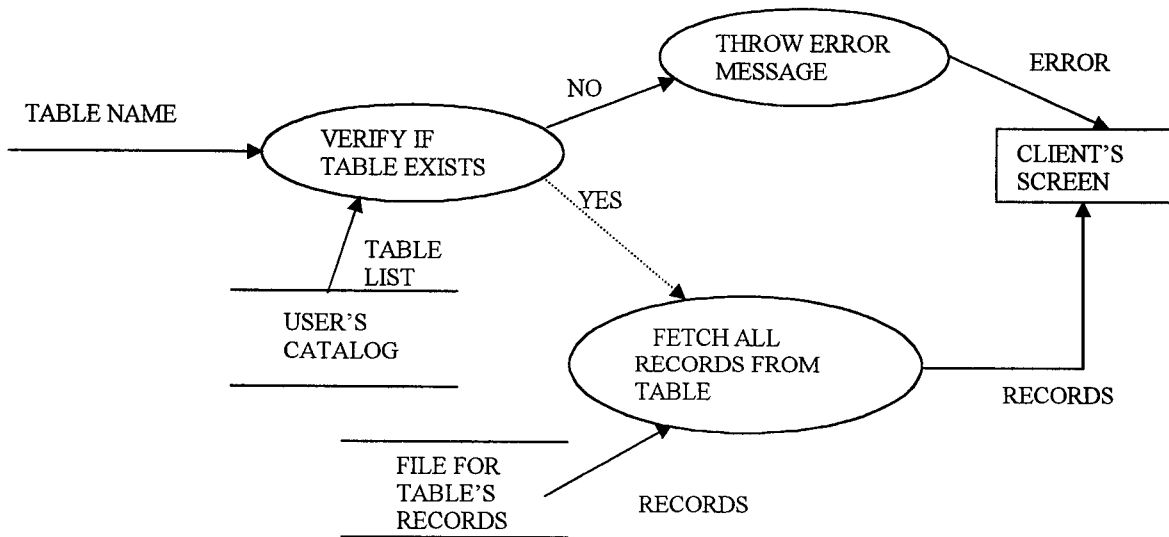 THROW ERROR
MESSAGE
ERROR
NO
TABLE NAME
VERIFY IF
TABLE EXISTS
CLIENT'S
SCREEN
YES
TABLE
LIST
USER'S
CATALOG
FETCH ALL
RECORDS FROM
TABLE
RECORDS
FILE FOR
TABLE'S
RECORDS
RECORDS